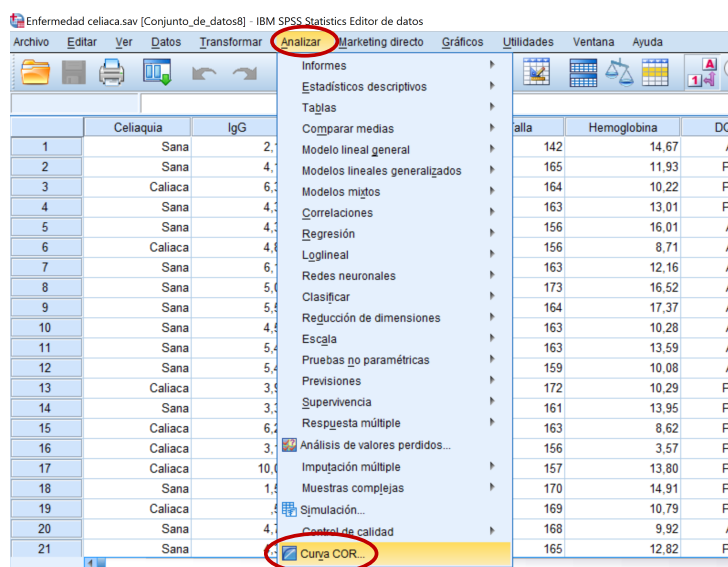 Enfermedad celiaca.sav [Conjunto_de_datos8] - IBM SPSS Statistics Editor de datos
Archivo Editar Ver Datos Transformar Analizar Marketing directo Gráficos Utilidades Ventana Ayuda
Informes
Estadísticos descriptivos
Tablas
Comparar medias
Modelo lineal general
Modelos lineales generalizados
Modelos mixtos
Correlaciones
Regresión
Loglineal
Redes neuronales
Clasificar
Reducción de dimensiones
Escala
Pruebas no paramétricas
Previsiones
Supervivencia
Respuesta múltiple
Análisis de valores perdidos...
Imputación múltiple
Muestras complejas
Simulación...
Control de calidad
Curva COR...
Celiaquia IgG Talla Hemoglobina
1 Sana 142 14,67
2 Sana 165 11,93
3 Caliaca 164 10,22
4 Sana 163 13,01
5 Sana 156 16,01
6 Caliaca 156 8,71
7 Sana 163 12,16
8 Sana 173 16,52
9 Sana 164 17,37
10 Sana 163 10,28
11 Sana 163 13,59
12 Sana 159 10,08
13 Caliaca 172 10,29
14 Sana 161 13,95
15 Caliaca 163 8,62
16 Caliaca 156 3,57
17 Caliaca 157 13,80
18 Sana 170 14,91
19 Caliaca 169 10,79
20 Sana 168 9,92
21 Sana 165 12,82